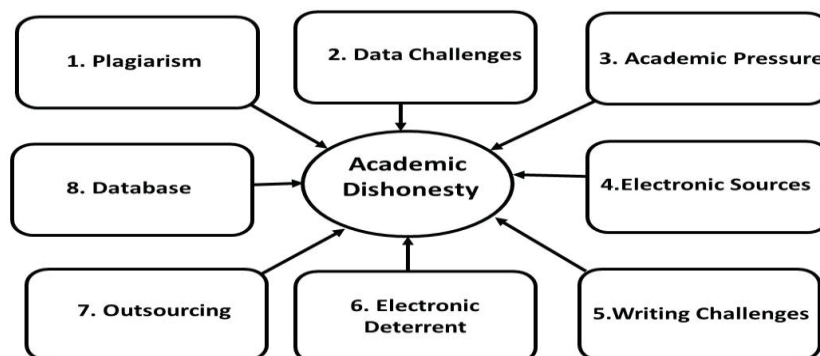 1. Plagiarism
2. Data Challenges
3. Academic Pressure
Academic
Dishonesty
8. Database
4.Electronic Sources
7. Outsourcing
6. Electronic
Deterrent
5.Writing Challenges